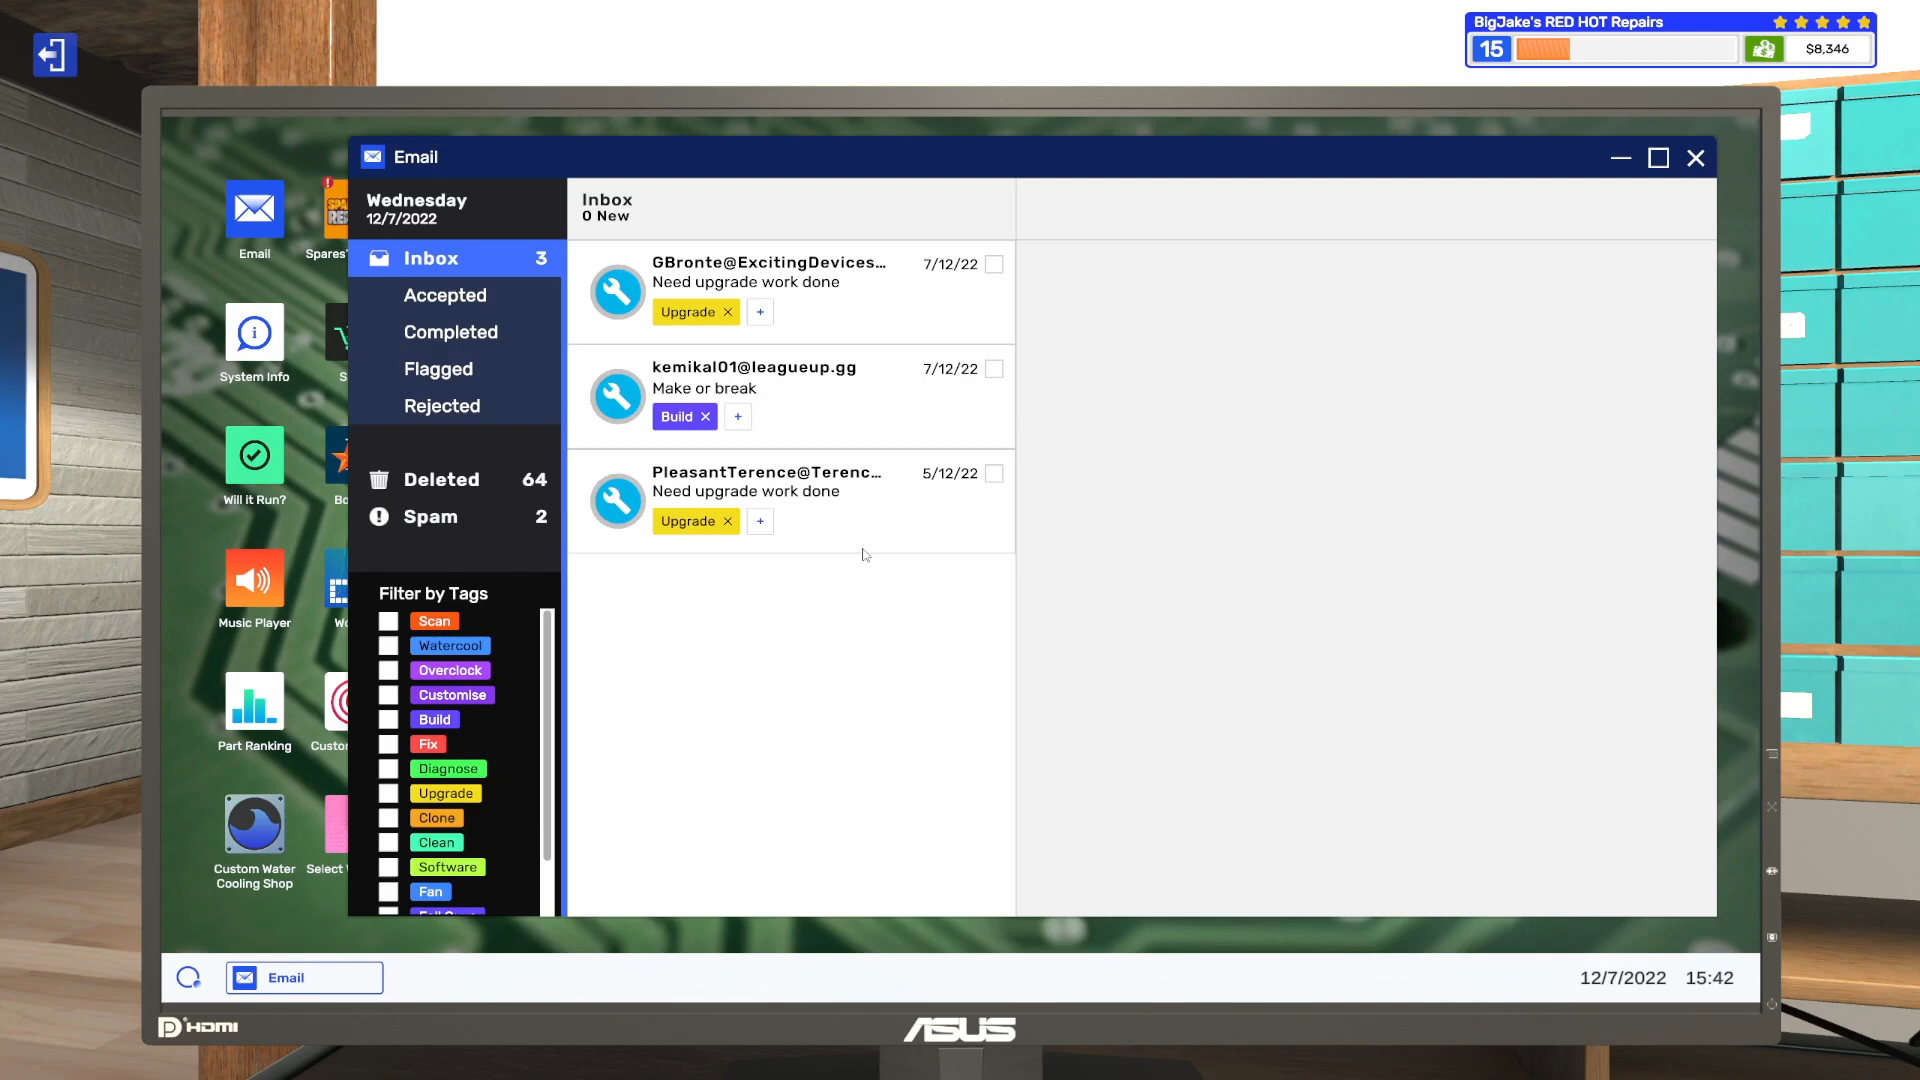 BigJake's RED HOT Repairs
15
$8,346
Email
Wednesday
12/7/2022
Inbox 3
Accepted
Completed
Flagged
Rejected
Deleted 64
Spam 2
Filter by Tags
Scan
Watercool
Overclock
Customise
Build
Fix
Diagnose
Upgrade
Clone
Clean
Software
Fan
Inbox
0 New
GBronte@ExcitingDevices... 7/12/22
Need upgrade work done
Upgrade × +
kemikal01@leagueup.gg 7/12/22
Make or break
Build × +
PleasantTerence@Terenc... 5/12/22
Need upgrade work done
Upgrade × +
Email
Spares
System Info
Will it Run?
Music Player
Part Ranking
Custom Water
Cooling Shop
Select
Email
12/7/2022 15:42
HDMI
ASUS